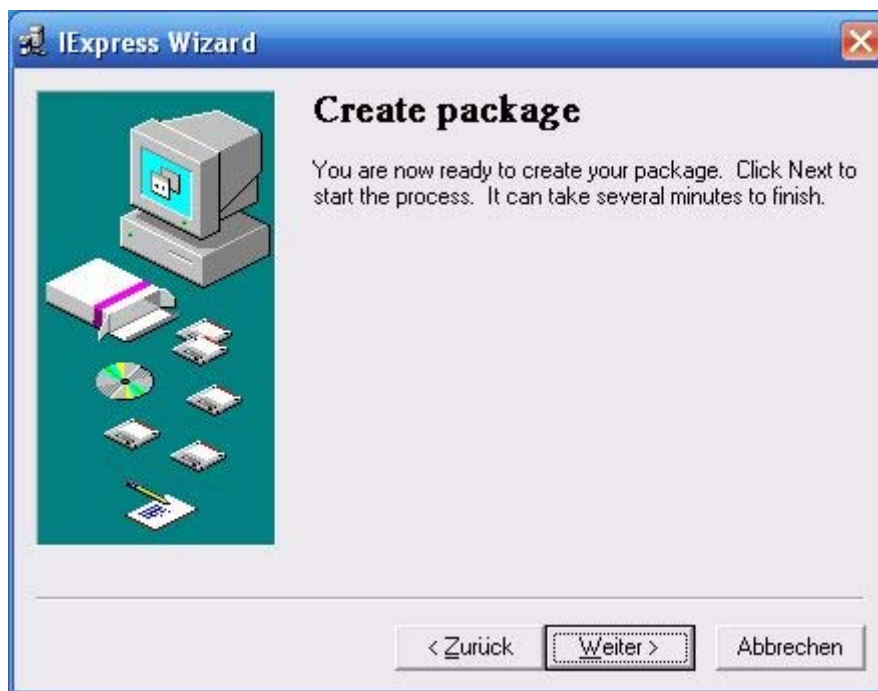 IExpress Wizard
Create package
You are now ready to create your package. Click Next to
start the process. It can take several minutes to finish.
< Zurück
Weiter >
Abbrechen